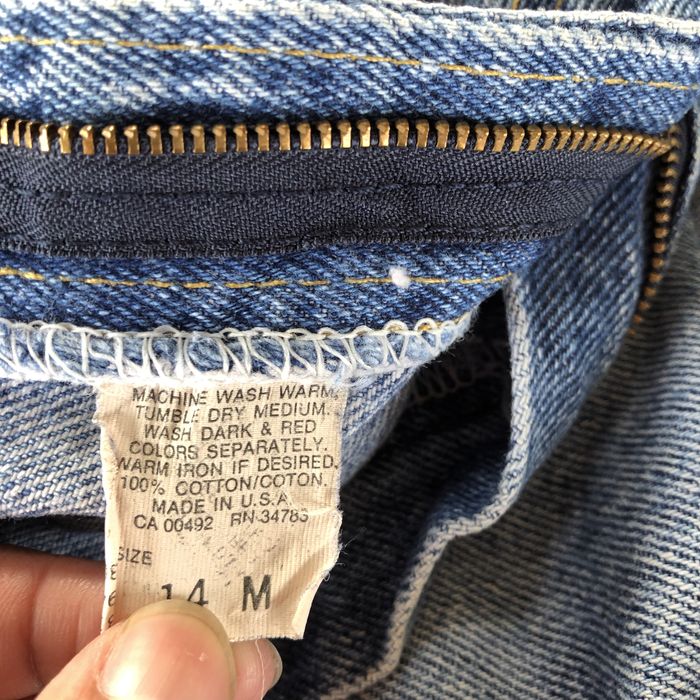 MACHINE WASH WARM,
TUMBLE DRY MEDIUM.
WASH DARK & RED
COLORS SEPARATELY.
WARM IRON IF DESIRED.
100% COTTON/COTON.
MADE IN U.S.A.
CA 00492 RN 34783
SIZE
14 M